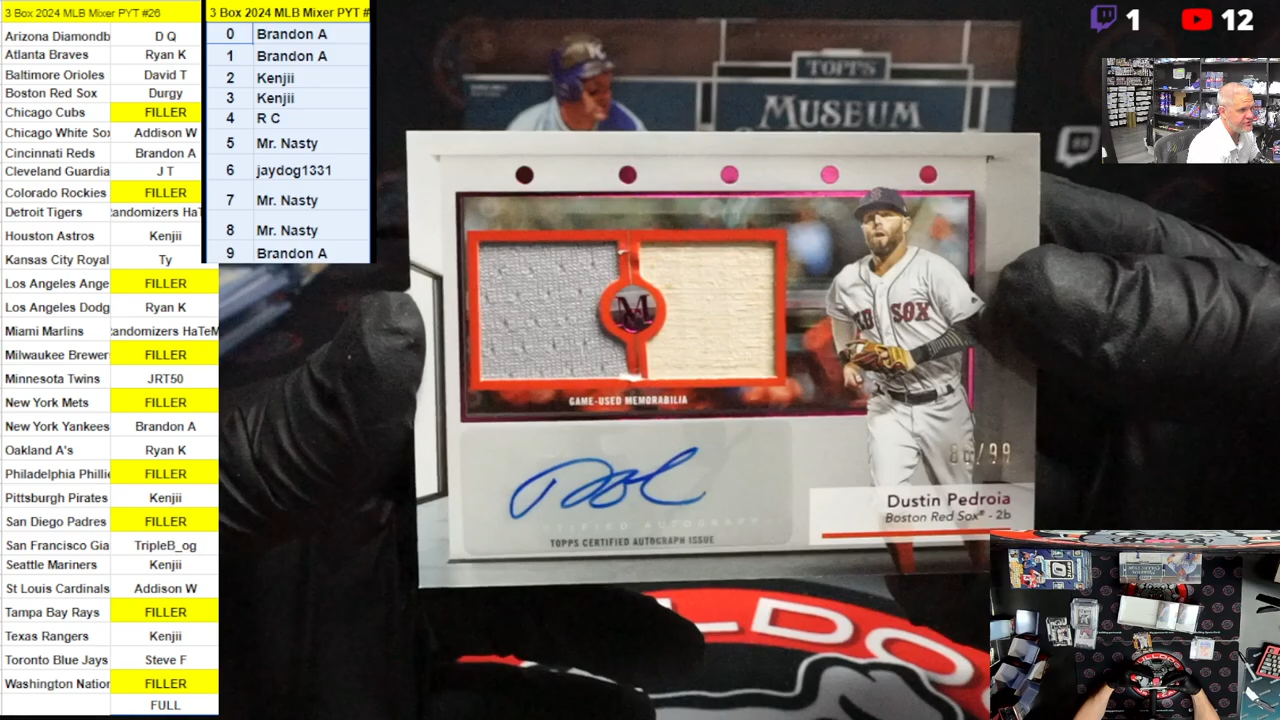 3 Box 2024 MLB Mixer PYT #26
Arizona Diamondb D Q
Atlanta Braves Ryan K
Baltimore Orioles David T
Boston Red Sox Durgy
Chicago Cubs FILLER
Chicago White Sox Addison W
Cincinnati Reds Brandon A
Cleveland Guardia J T
Colorado Rockies FILLER
Detroit Tigers Randomizers HaT
Houston Astros Kenjii
Kansas City Royal Ty
Los Angeles Ange FILLER
Los Angeles Dodg Ryan K
Miami Marlins Randomizers HaTeM
Milwaukee Brewer FILLER
Minnesota Twins JRT50
New York Mets FILLER
New York Yankees Brandon A
Oakland A's Ryan K
Philadelphia Phillie FILLER
Pittsburgh Pirates Kenjii
San Diego Padres FILLER
San Francisco Gia TripleB_og
Seattle Mariners Kenjii
St Louis Cardinals Addison W
Tampa Bay Rays FILLER
Texas Rangers Kenjii
Toronto Blue Jays Steve F
Washington Nation FILLER
FULL
3 Box 2024 MLB Mixer PYT #
0 Brandon A
1 Brandon A
2 Kenjii
3 Kenjii
4 R C
5 Mr. Nasty
6 jaydog1331
7 Mr. Nasty
8 Mr. Nasty
9 Brandon A
1 12
TOPPS
MUSEUM
M
RED SOX
GAME-USED MEMORABILIA
86/99
Dustin Pedroia
Boston Red Sox® - 2b
CERTIFIED AUTOGRAPH
TOPPS CERTIFIED AUTOGRAPH ISSUE
LLDO